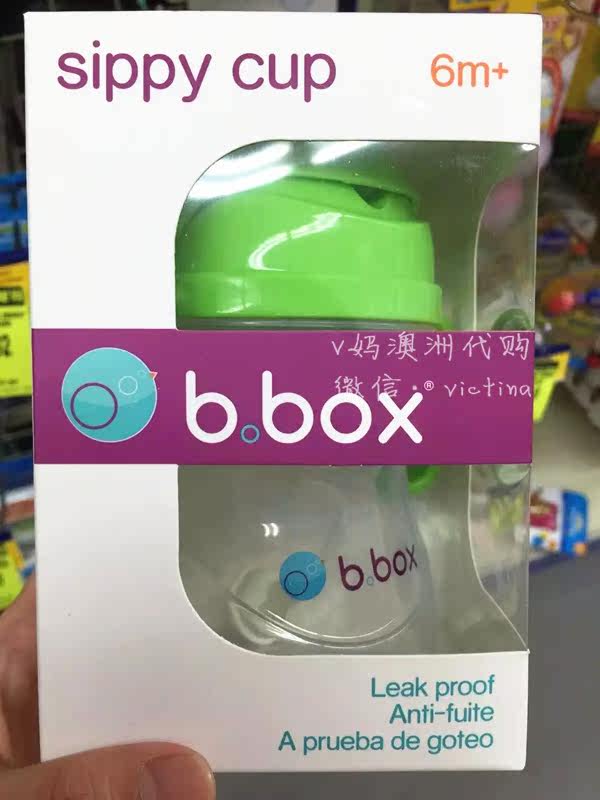 sippy cup
6m+
v妈澳洲代购
微信·victina
b.box®
b.box
Leak proof
Anti-fuite
A prueba de goteo